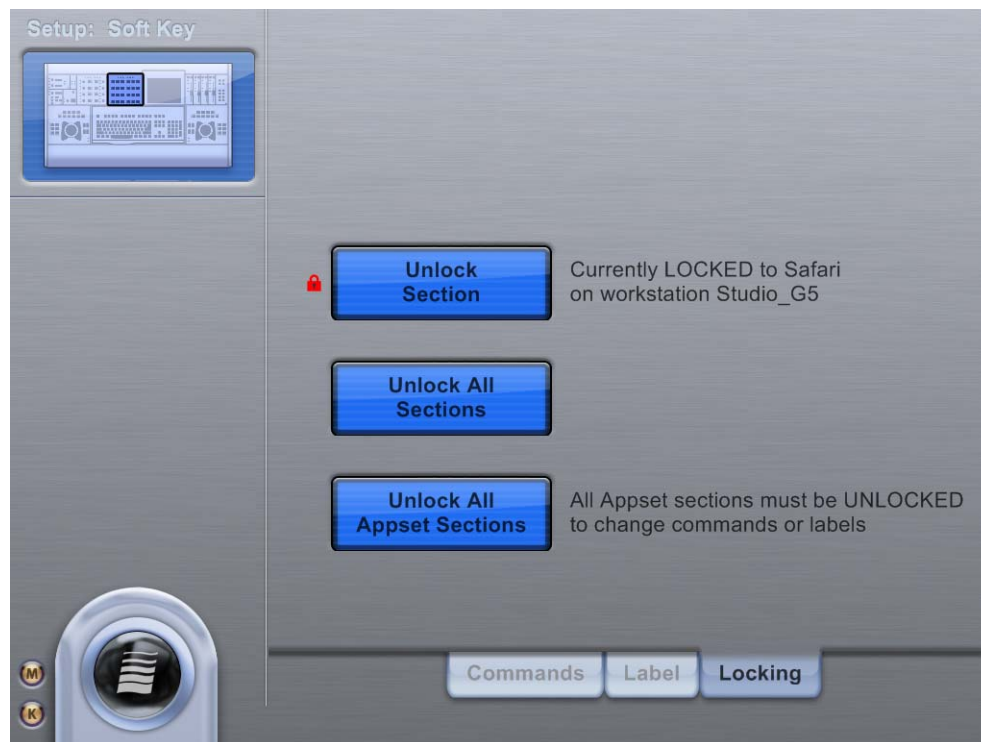 Setup: Soft Key
Unlock
Section
Currently LOCKED to Safari
on workstation Studio_G5
Unlock All
Sections
Unlock All
Appset Sections
All Appset sections must be UNLOCKED
to change commands or labels
Commands
Label
Locking
M
K